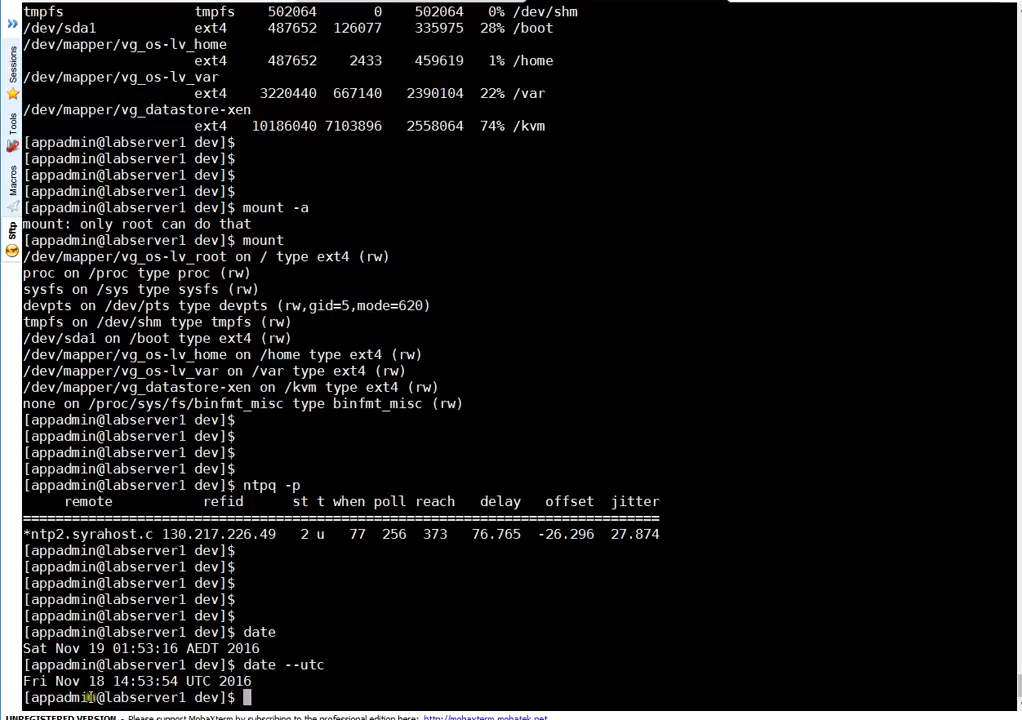 tmpfs tmpfs 502064 0 502064 0% /dev/shm
/dev/sda1 ext4 487652 126077 335975 28% /boot
/dev/mapper/vg_os-lv_home
ext4 487652 2433 459619 1% /home
/dev/mapper/vg_os-lv_var
ext4 3220440 667140 2390104 22% /var
/dev/mapper/vg_datastore-xen
ext4 10186040 7103896 2558064 74% /kvm
[appadmin@labserver1 dev]$
[appadmin@labserver1 dev]$
[appadmin@labserver1 dev]$
[appadmin@labserver1 dev]$
[appadmin@labserver1 dev]$ mount -a
mount: only root can do that
[appadmin@labserver1 dev]$ mount
/dev/mapper/vg_os-lv_root on / type ext4 (rw)
proc on /proc type proc (rw)
sysfs on /sys type sysfs (rw)
devpts on /dev/pts type devpts (rw,gid=5,mode=620)
tmpfs on /dev/shm type tmpfs (rw)
/dev/sda1 on /boot type ext4 (rw)
/dev/mapper/vg_os-lv_home on /home type ext4 (rw)
/dev/mapper/vg_os-lv_var on /var type ext4 (rw)
/dev/mapper/vg_datastore-xen on /kvm type ext4 (rw)
none on /proc/sys/fs/binfmt_misc type binfmt_misc (rw)
[appadmin@labserver1 dev]$
[appadmin@labserver1 dev]$
[appadmin@labserver1 dev]$
[appadmin@labserver1 dev]$
[appadmin@labserver1 dev]$ ntpq -p
remote refid st t when poll reach delay offset jitter
==============================================================================
*ntp2.syrahost.c 130.217.226.49 2 u 77 256 373 76.765 -26.296 27.874
[appadmin@labserver1 dev]$
[appadmin@labserver1 dev]$
[appadmin@labserver1 dev]$
[appadmin@labserver1 dev]$
[appadmin@labserver1 dev]$
[appadmin@labserver1 dev]$ date
Sat Nov 19 01:53:16 AEDT 2016
[appadmin@labserver1 dev]$ date --utc
Fri Nov 18 14:53:54 UTC 2016
[appadmin@labserver1 dev]$
Sessions
Tools
Macros
Sftp
UNREGISTERED VERSION - Please support MobaXterm by subscribing to the professional edition here: http://mobaxterm.mobatek.net